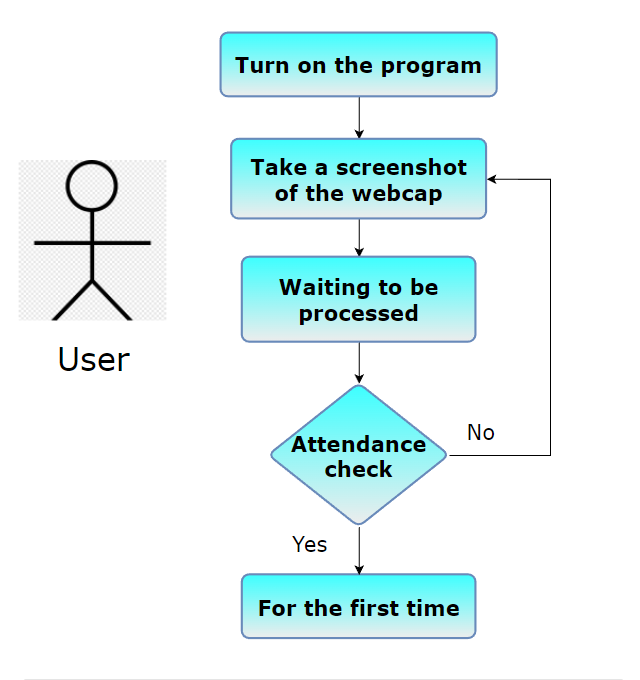 Turn on the program
Take a screenshot
of the webcap
Waiting to be
processed
User
Attendance
check
No
Yes
For the first time